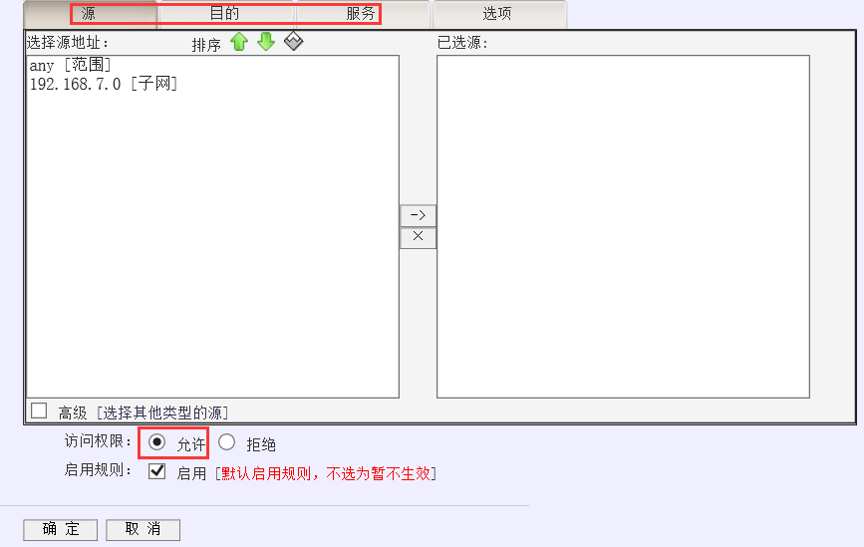 源 目的 服务 选项
选择源地址: 排序 已选源:
any [范围]
192.168.7.0 [子网]
->
×
高级 [选择其他类型的源]
访问权限: 允许 拒绝
启用规则: 启用 [默认启用规则，不选为暂不生效]
确 定 取 消